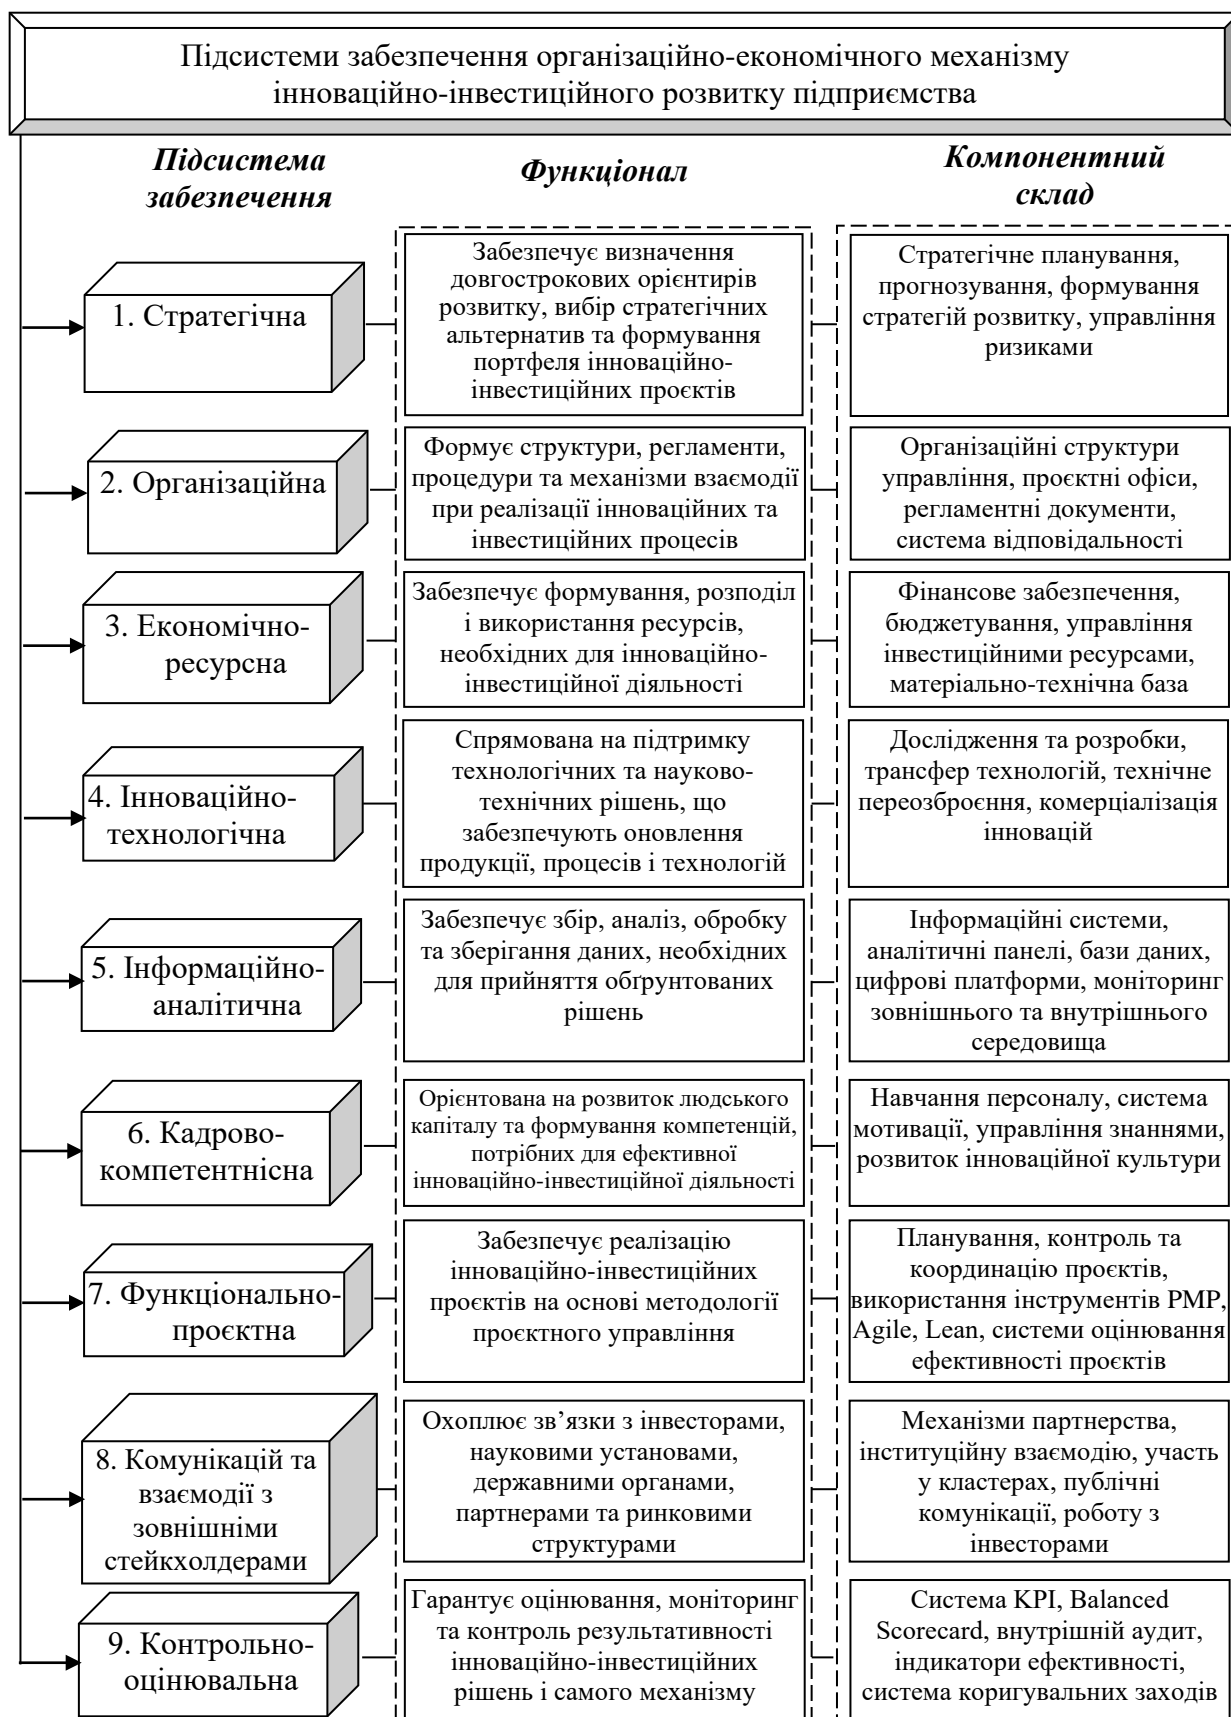 Підсистеми забезпечення організаційно-економічного механізму
інноваційно-інвестиційного розвитку підприємства
Підсистема
забезпечення
Функціонал
Компонентний
склад
1. Стратегічна
Забезпечує визначення
довгострокових орієнтирів
розвитку, вибір стратегічних
альтернатив та формування
портфеля інноваційно-
інвестиційних проєктів
Стратегічне планування,
прогнозування, формування
стратегій розвитку, управління
ризиками
2. Організаційна
Формує структури, регламенти,
процедури та механізми взаємодії
при реалізації інноваційних та
інвестиційних процесів
Організаційні структури
управління, проєктні офіси,
регламентні документи,
система відповідальності
3. Економічно-
ресурсна
Забезпечує формування, розподіл
і використання ресурсів,
необхідних для інноваційно-
інвестиційної діяльності
Фінансове забезпечення,
бюджетування, управління
інвестиційними ресурсами,
матеріально-технічна база
4. Інноваційно-
технологічна
Спрямована на підтримку
технологічних та науково-
технічних рішень, що
забезпечують оновлення
продукції, процесів і технологій
Дослідження та розробки,
трансфер технологій, технічне
переозброєння, комерціалізація
інновацій
5. Інформаційно-
аналітична
Забезпечує збір, аналіз, обробку
та зберігання даних, необхідних
для прийняття обґрунтованих
рішень
Інформаційні системи,
аналітичні панелі, бази даних,
цифрові платформи, моніторинг
зовнішнього та внутрішнього
середовища
6. Кадрово-
компетентнісна
Орієнтована на розвиток людського
капіталу та формування компетенцій,
потрібних для ефективної
інноваційно-інвестиційної діяльності
Навчання персоналу, система
мотивації, управління знаннями,
розвиток інноваційної культури
7. Функціонально-
проєктна
Забезпечує реалізацію
інноваційно-інвестиційних
проєктів на основі методології
проєктного управління
Планування, контроль та
координацію проєктів,
використання інструментів PMP,
Agile, Lean, системи оцінювання
ефективності проєктів
8. Комунікацій та
взаємодії з
зовнішніми
стейкхолдерами
Охоплює зв’язки з інвесторами,
науковими установами,
державними органами,
партнерами та ринковими
структурами
Механізми партнерства,
інституційну взаємодію, участь
у кластерах, публічні
комунікації, роботу з
інвесторами
9. Контрольно-
оцінювальна
Гарантує оцінювання, моніторинг
та контроль результативності
інноваційно-інвестиційних
рішень і самого механізму
Система KPI, Balanced
Scorecard, внутрішній аудит,
індикатори ефективності,
система коригувальних заходів